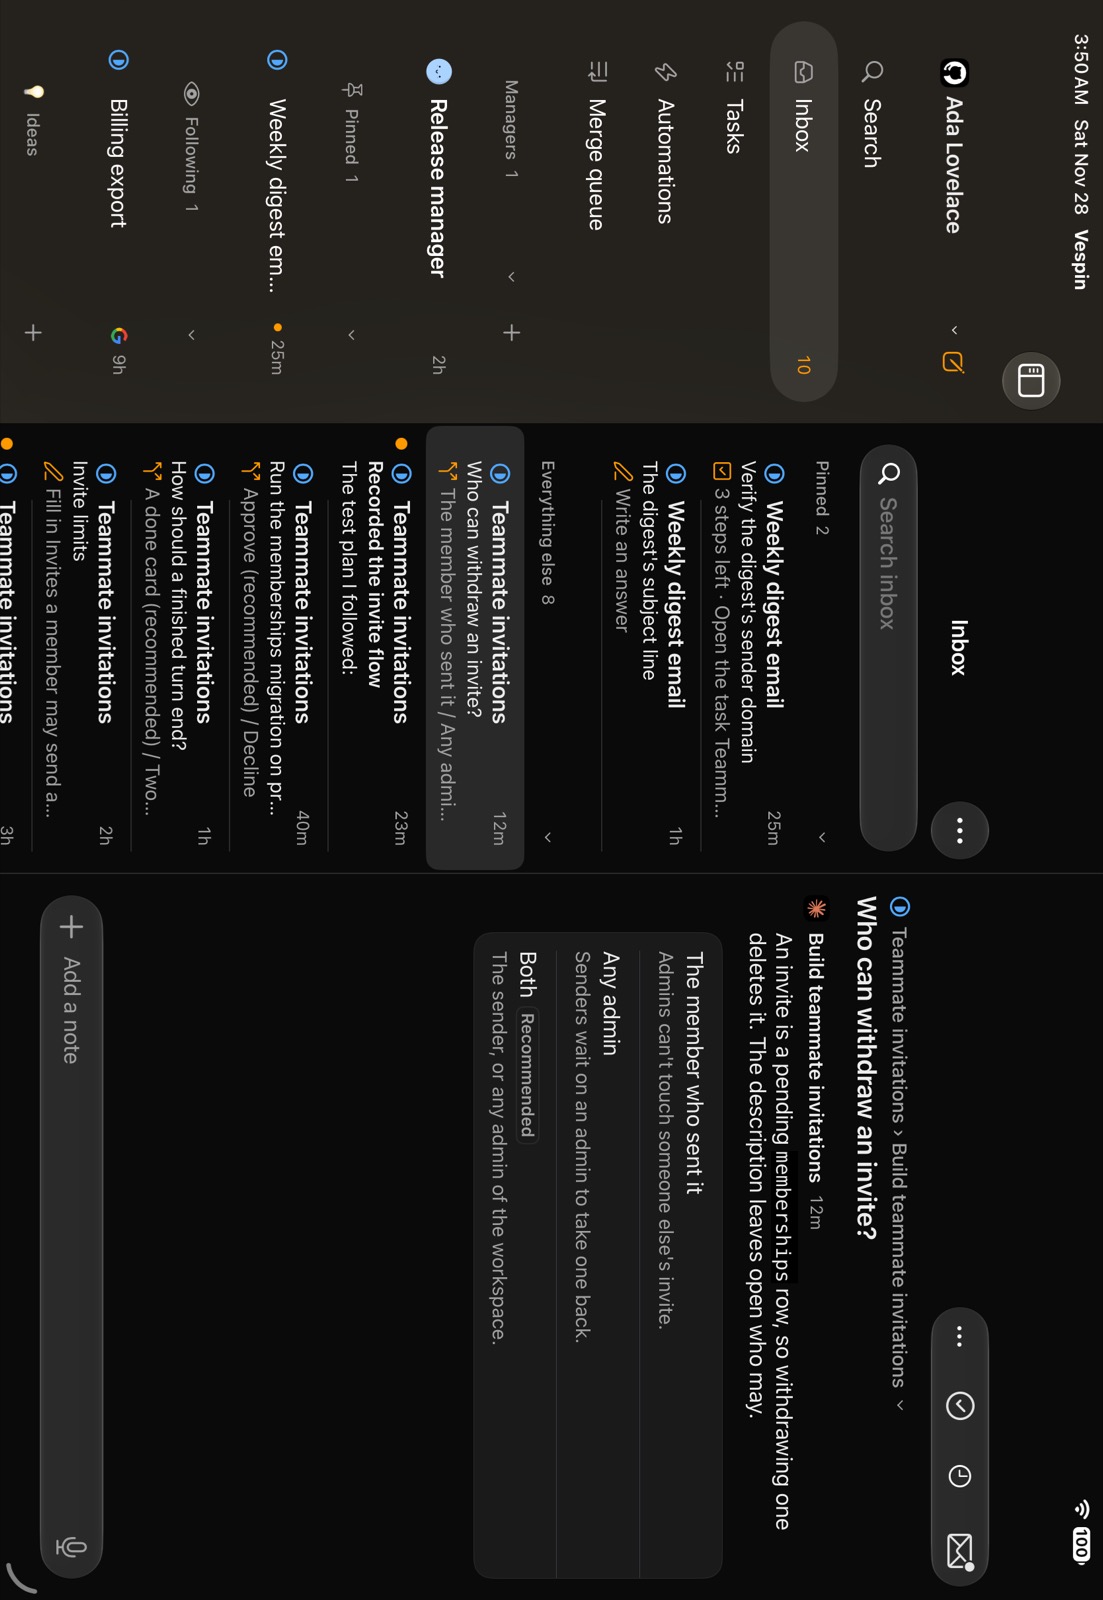 3:50 AM Sat Nov 28 Vespin
100
Ada Lovelace
Search
Inbox 10
Tasks
Automations
Merge queue
Managers 1
Release manager 2h
Pinned 1
Weekly digest em... 25m
Following 1
Billing export 9h
Ideas
Inbox
Search inbox
Pinned 2
Weekly digest email 25m
Verify the digest's sender domain
3 steps left · Open the task Teamm...
Weekly digest email 1h
The digest's subject line
Write an answer
Everything else 8
Teammate invitations 12m
Who can withdraw an invite?
The member who sent it / Any admi...
Teammate invitations 23m
Recorded the invite flow
The test plan I followed:
Teammate invitations 40m
Run the memberships migration on pr...
Approve (recommended) / Decline
Teammate invitations 1h
How should a finished turn end?
A done card (recommended) / Two...
Teammate invitations 2h
Invite limits
Fill in Invites a member may send a...
Teammate invitations 3h
Teammate invitations › Build teammate invitations
Who can withdraw an invite?
Build teammate invitations 12m
An invite is a pending memberships row, so withdrawing one
deletes it. The description leaves open who may.
The member who sent it
Admins can't touch someone else's invite.
Any admin
Senders wait on an admin to take one back.
Both Recommended
The sender, or any admin of the workspace.
Add a note